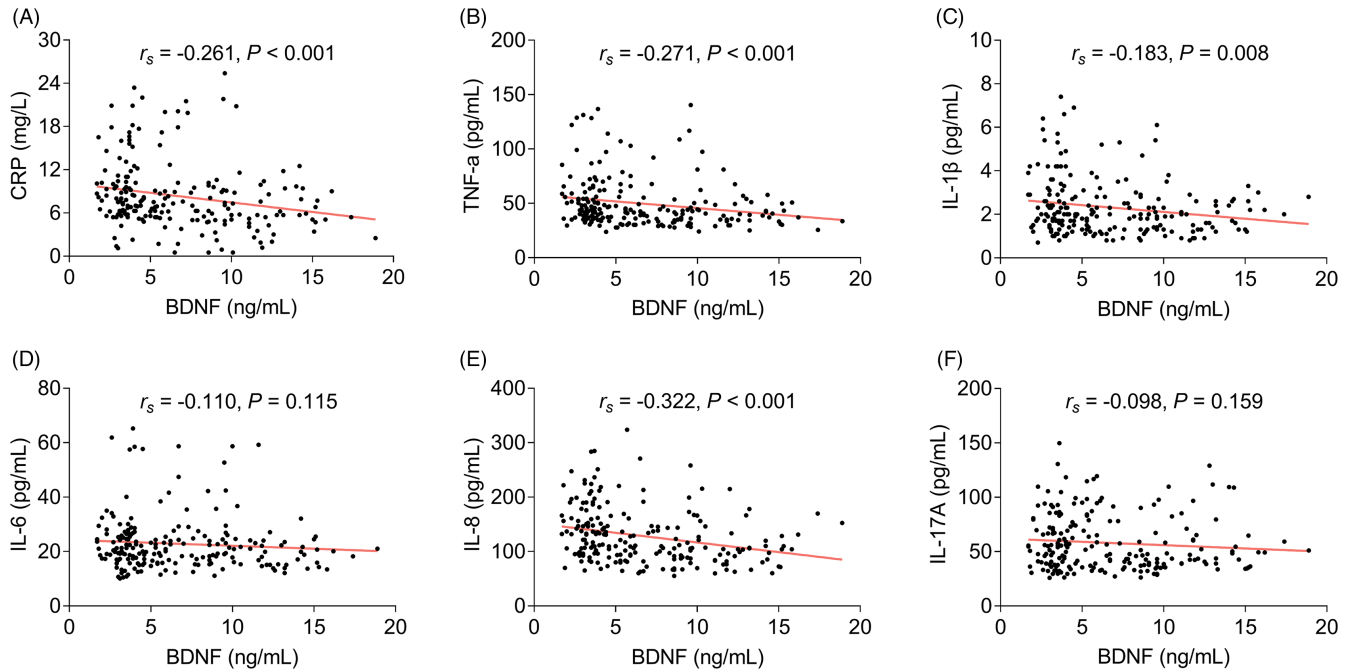 (A)
r_s = -0.261, P < 0.001
CRP (mg/L)
30
24
18
12
6
0
0 5 10 15 20
BDNF (ng/mL)
(B)
r_s = -0.271, P < 0.001
TNF-a (pg/mL)
200
150
100
50
0
0 5 10 15 20
BDNF (ng/mL)
(C)
r_s = -0.183, P = 0.008
IL-1β (pg/mL)
10
8
6
4
2
0
0 5 10 15 20
BDNF (ng/mL)
(D)
r_s = -0.110, P = 0.115
IL-6 (pg/mL)
80
60
40
20
0
0 5 10 15 20
BDNF (ng/mL)
(E)
r_s = -0.322, P < 0.001
IL-8 (pg/mL)
400
300
200
100
0
0 5 10 15 20
BDNF (ng/mL)
(F)
r_s = -0.098, P = 0.159
IL-17A (pg/mL)
200
150
100
50
0
0 5 10 15 20
BDNF (ng/mL)